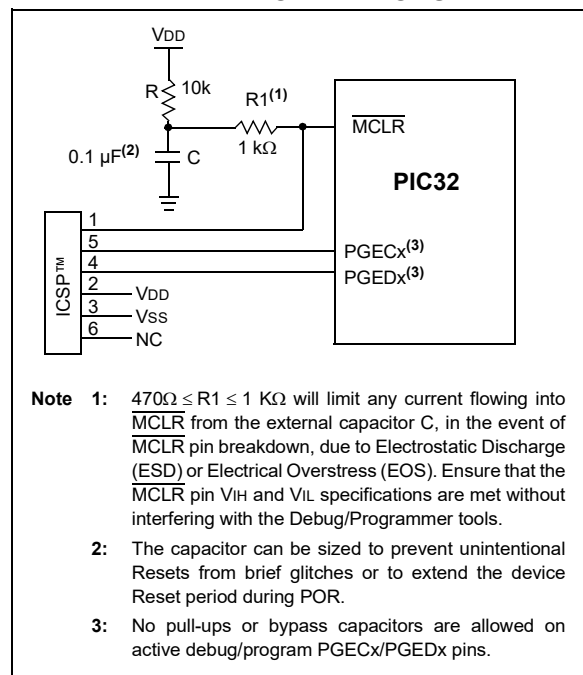 VDD
R 10k
R1(1)
MCLR
1 kΩ
0.1 µF(2) C
PIC32
ICSP™
1
5 PGECx(3)
4 PGEDx(3)
2 VDD
3 VSS
6 NC
Note 1: 470Ω ≤ R1 ≤ 1 KΩ will limit any current flowing into
MCLR from the external capacitor C, in the event of
MCLR pin breakdown, due to Electrostatic Discharge
(ESD) or Electrical Overstress (EOS). Ensure that the
MCLR pin VIH and VIL specifications are met without
interfering with the Debug/Programmer tools.
2: The capacitor can be sized to prevent unintentional
Resets from brief glitches or to extend the device
Reset period during POR.
3: No pull-ups or bypass capacitors are allowed on
active debug/program PGECx/PGEDx pins.